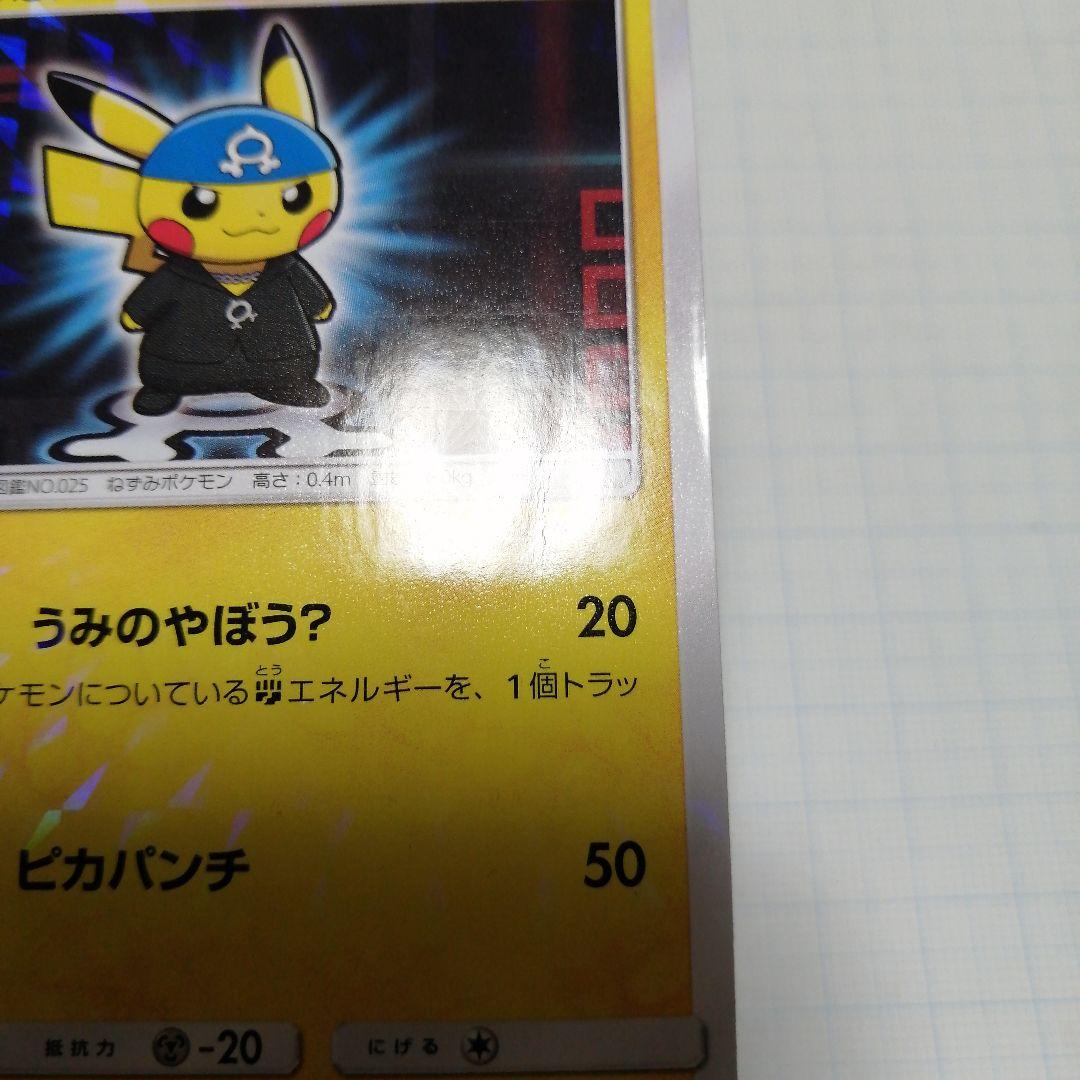 図鑑NO.025 ねずみポケモン 高さ:0.4m
うみのやぼう? 20
とう こ
ケモンについているエネルギーを、1個トラッ
ピカパンチ 50
抵抗力 -20 にげる